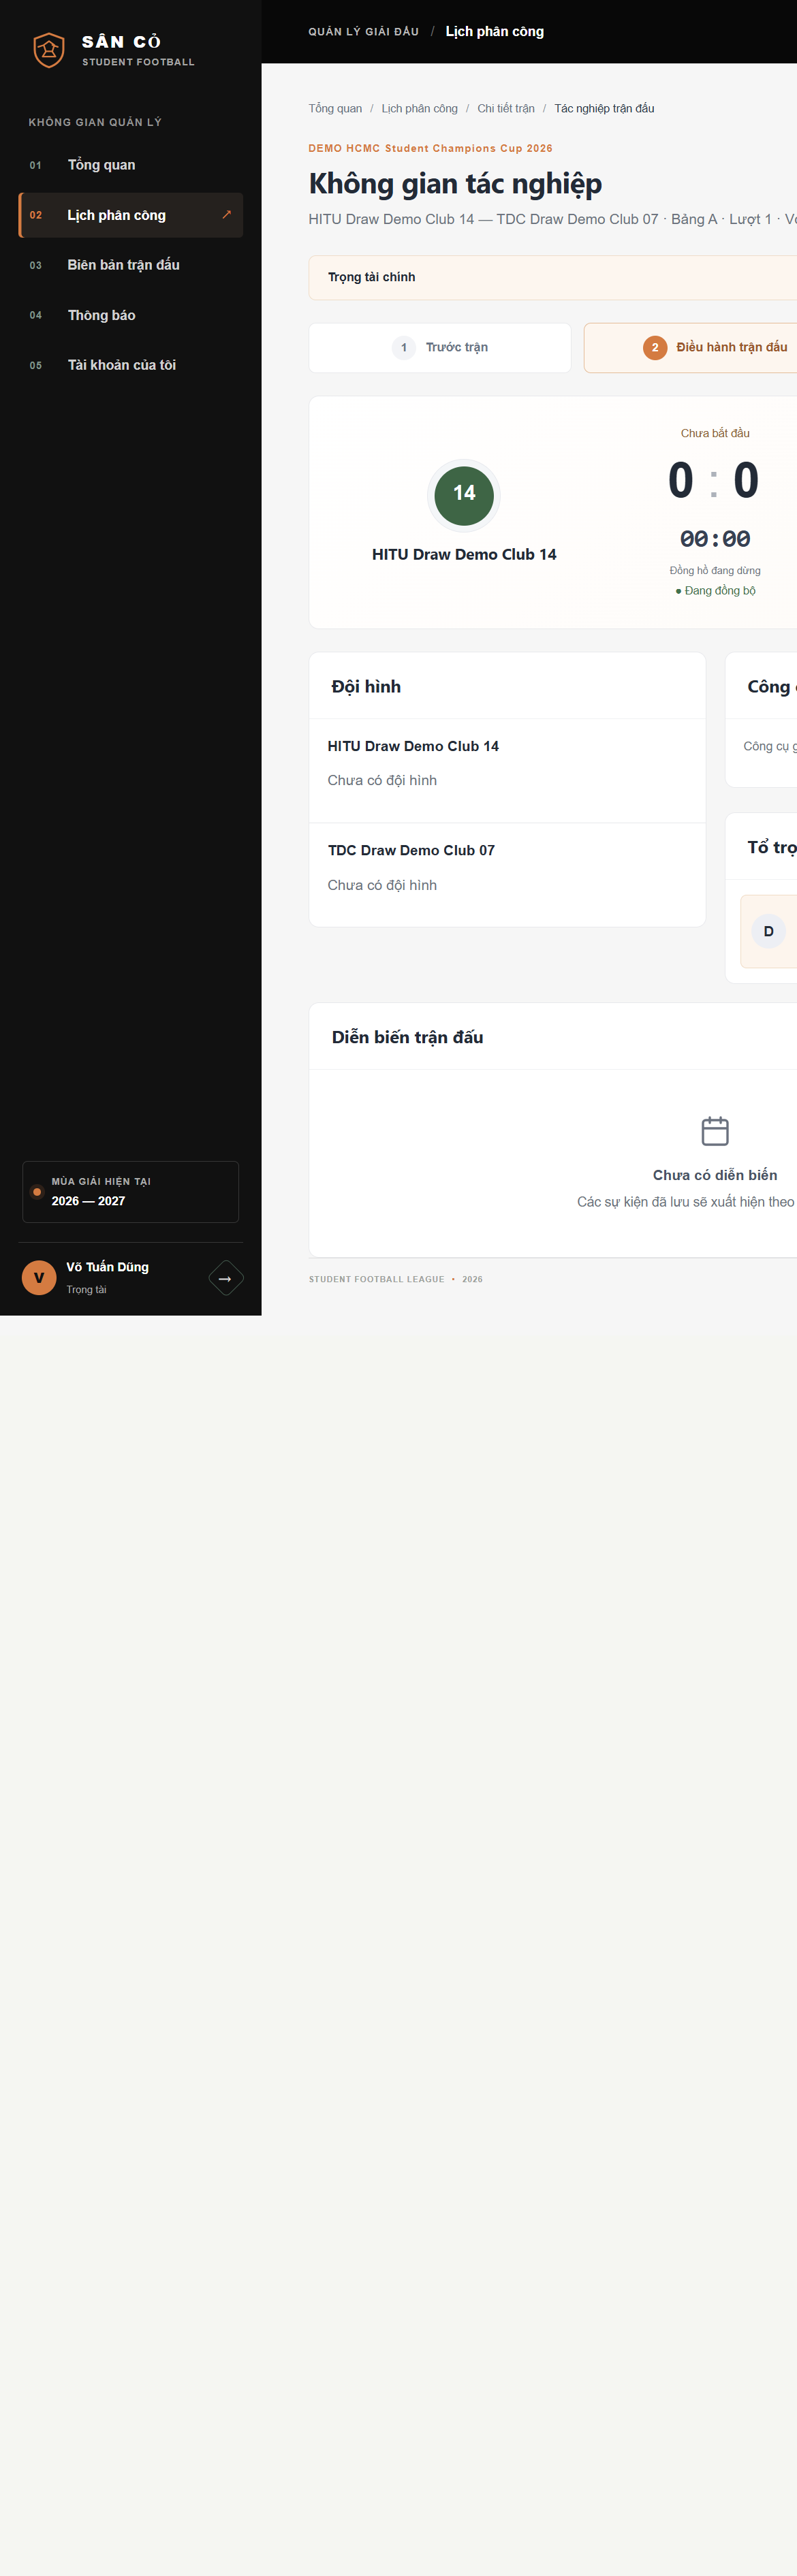 SÂN CỎ
STUDENT FOOTBALL
KHÔNG GIAN QUẢN LÝ
01 Tổng quan
02 Lịch phân công ↗
03 Biên bản trận đấu
04 Thông báo
05 Tài khoản của tôi
MÙA GIẢI HIỆN TẠI
2026 — 2027
V
Võ Tuấn Dũng
Trọng tài
→
QUẢN LÝ GIẢI ĐẤU / Lịch phân công
Tổng quan / Lịch phân công / Chi tiết trận / Tác nghiệp trận đấu
DEMO HCMC Student Champions Cup 2026
Không gian tác nghiệp
HITU Draw Demo Club 14 — TDC Draw Demo Club 07 · Bảng A · Lượt 1 ·
Trọng tài chính
1 Trước trận
2 Điều hành trận đấu
14
HITU Draw Demo Club 14
Chưa bắt đầu
0 : 0
00:00
Đồng hồ đang dừng
● Đang đồng bộ
Đội hình
HITU Draw Demo Club 14
Chưa có đội hình
TDC Draw Demo Club 07
Chưa có đội hình
Công
Công cụ
Tổ
D
Diễn biến trận đấu
Chưa có diễn biến
Các sự kiện đã lưu sẽ xuất hiện theo
STUDENT FOOTBALL LEAGUE • 2026